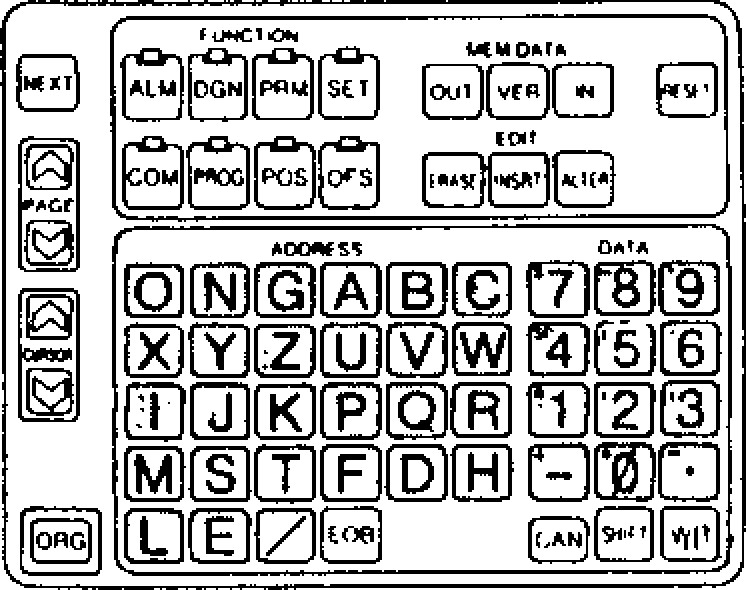 FUNCTION
MEM DATA
NEXT
ALM DGN PRM SET
OUT VER IN
RESET
EDIT
COM PROG POS OFS
ERASE INSRT ALTER
PAGE
ADDRESS
DATA
O N G A B C 7 8 9
X Y Z U V W 4 5 6
CURSOR
I J K P Q R 1 2 3
M S T F D H - 0 .
ORG
L E / EOB
CAN SHIFT